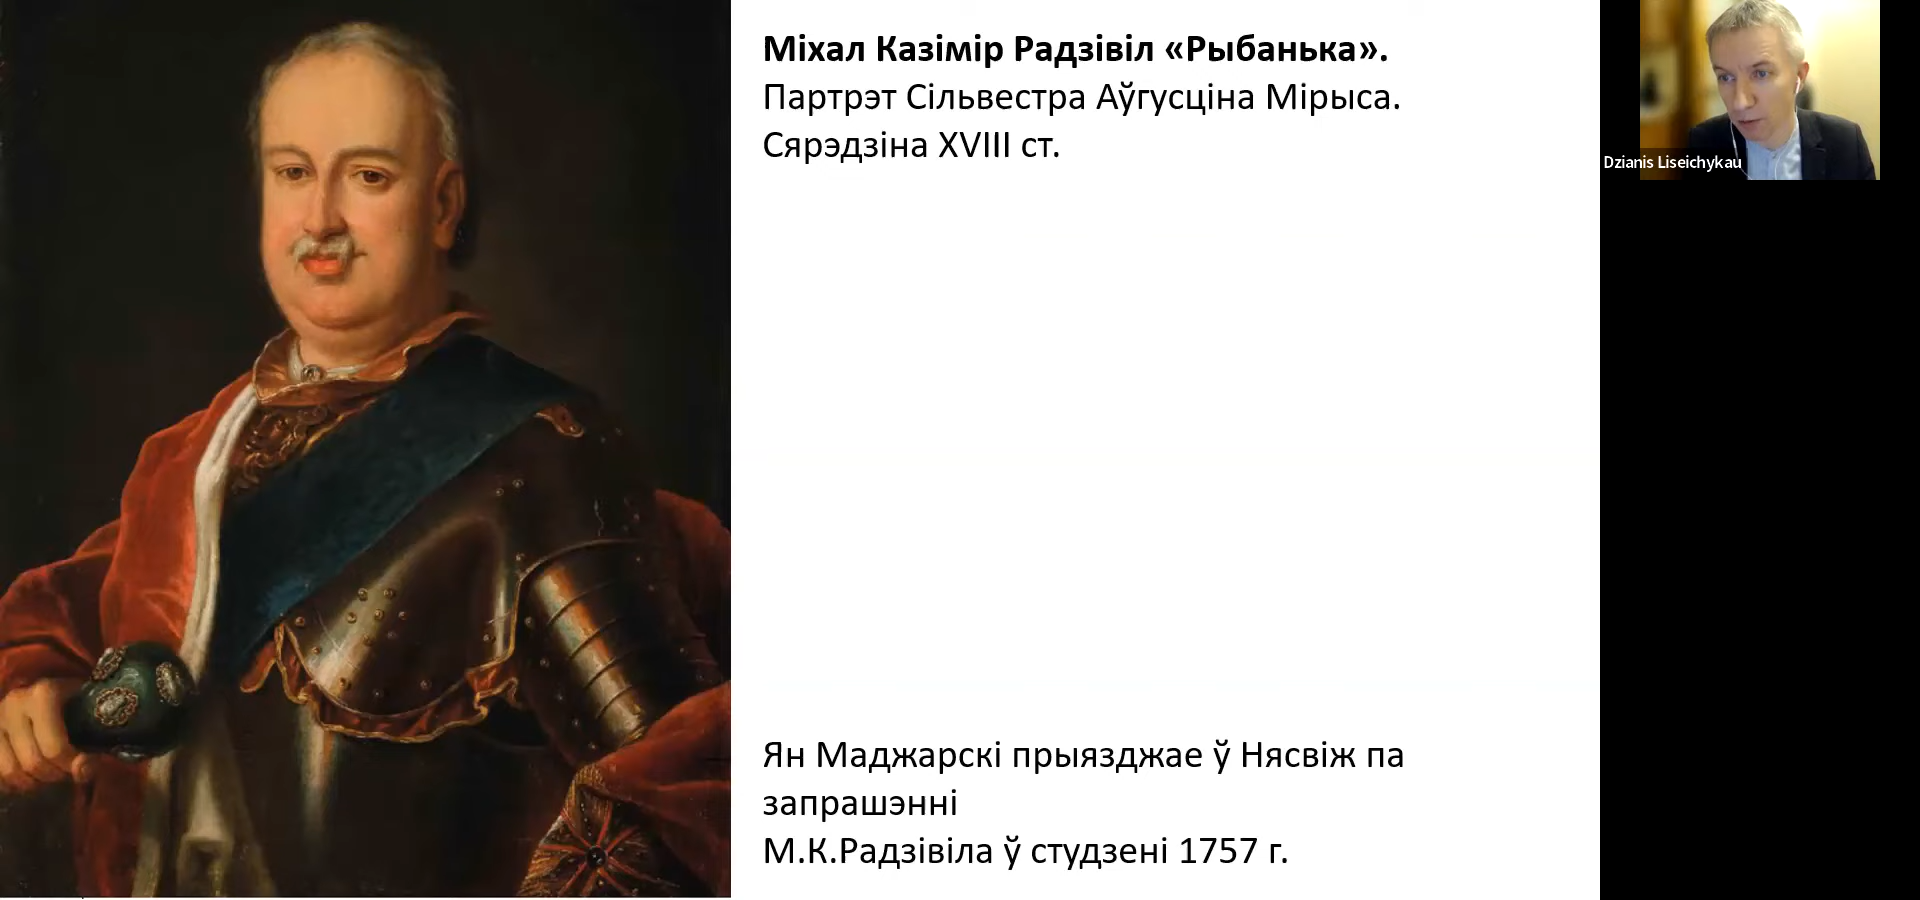 Міхал Казімір Радзівіл «Рыбанька».
Партрэт Сільвестра Аўгусціна Мірыса.
Сярэдзіна XVIII ст.
Dzianis Liseichykau
Ян Маджарскі прыязджае ў Нясвіж па
запрашэнні
М.К.Радзівіла ў студзені 1757 г.